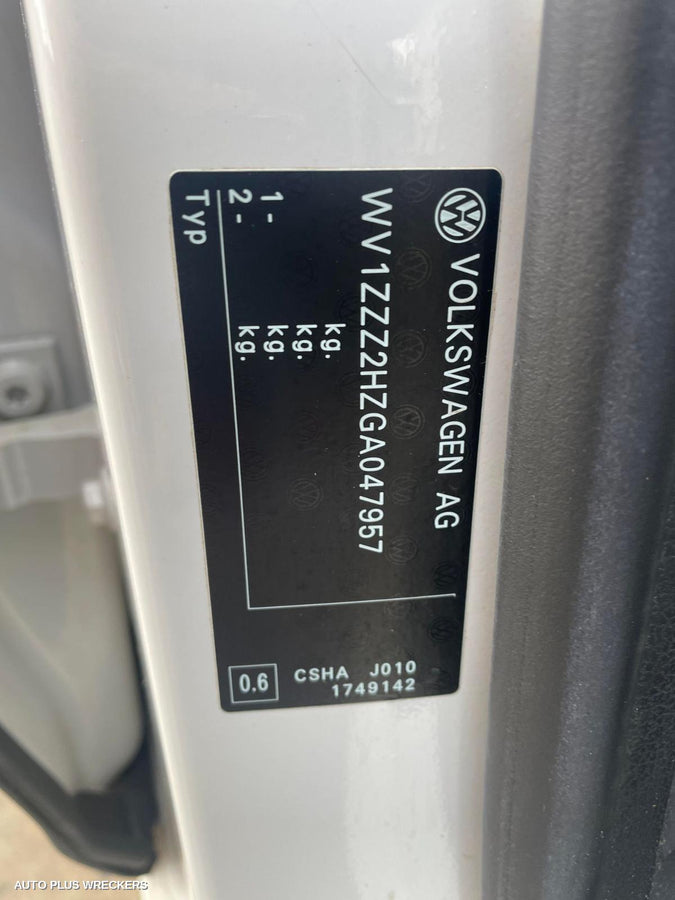 VOLKSWAGEN AG
WV1ZZZ2HZGA047957
kg.
kg.
1- kg.
2- kg.
Typ
CSHA J010
1749142
0.6
AUTO PLUS WRECKERS